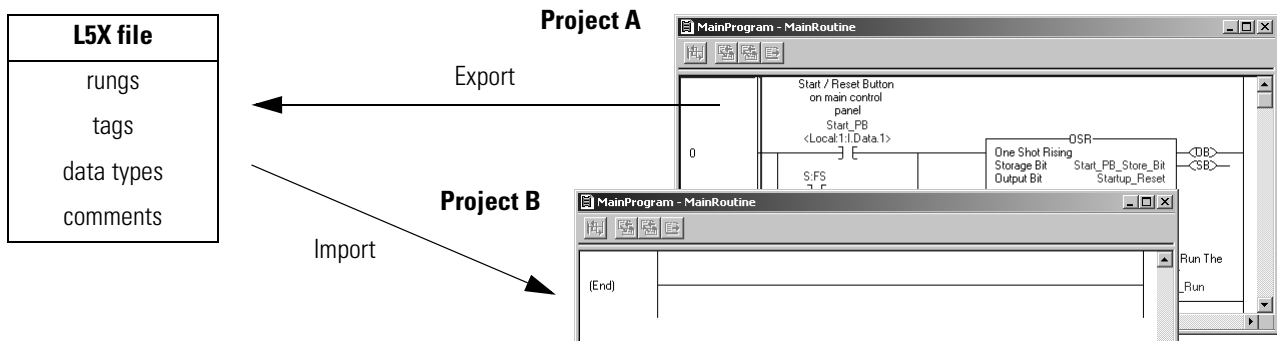 L5X file
rungs
tags
data types
comments
Export
Import
Project A
MainProgram - MainRoutine
Start / Reset Button
on main control
panel
Start_PB
<Local:1:I.Data.1>
0
S:FS
OSR
One Shot Rising
Storage Bit Start_PB_Store_Bit
Output Bit Startup_Reset
OB
SB
Run The
_Run
Project B
MainProgram - MainRoutine
(End)